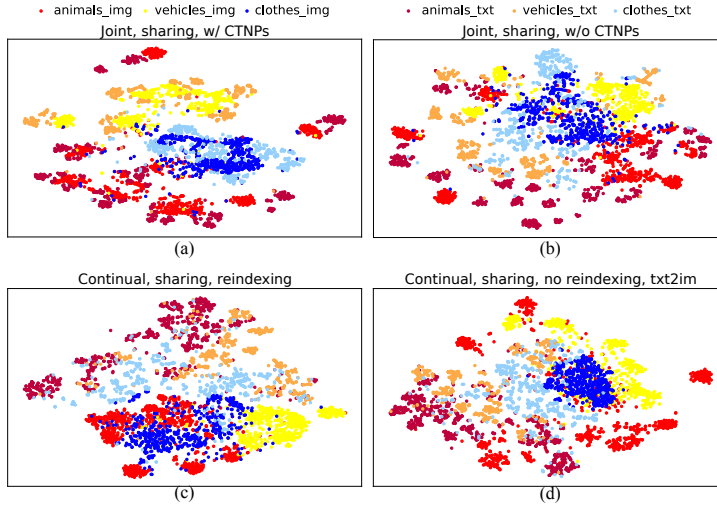 animals_img vehicles_img clothes_img
animals_txt vehicles_txt clothes_txt
Joint, sharing, w/ CTNPs
Joint, sharing, w/o CTNPs
(a)
(b)
Continual, sharing, reindexing
Continual, sharing, no reindexing, txt2im
(c)
(d)